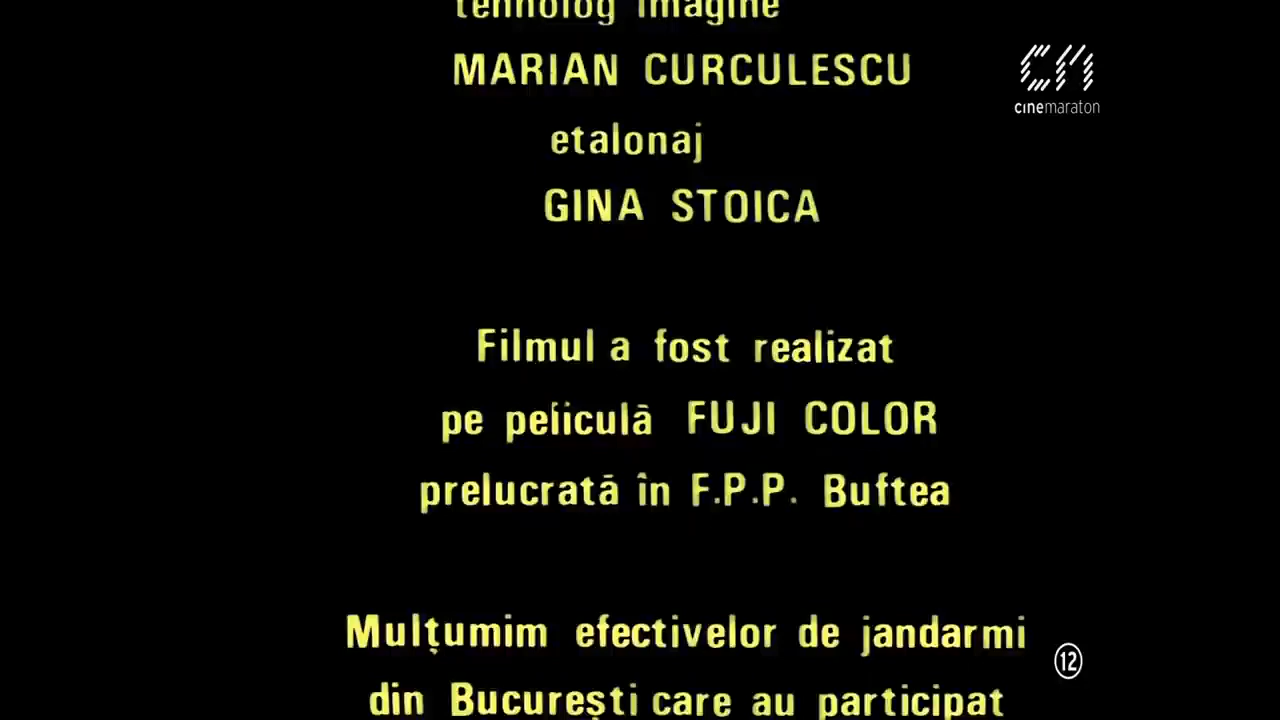 tehnolog imagine
MARIAN CURCULESCU
cinemaraton
etalonaj
GINA STOICA
Filmul a fost realizat
pe peliculă FUJI COLOR
prelucrată în F.P.P. Buftea
Mulțumim efectivelor de jandarmi
12
din București care au participat